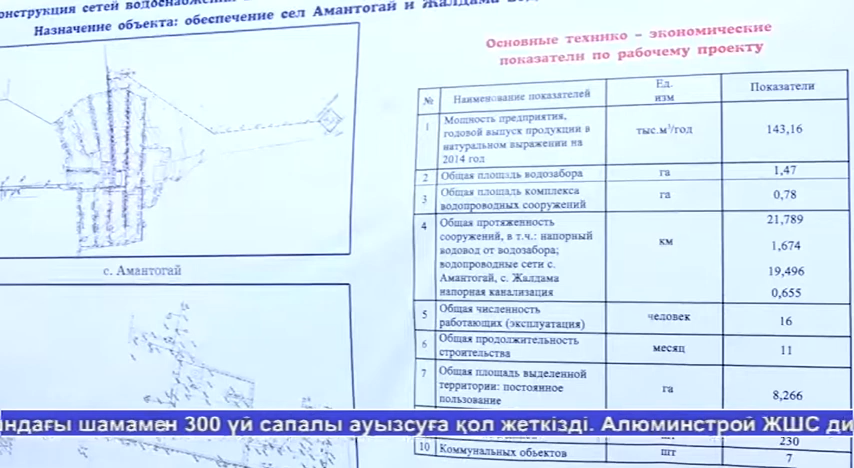 сетей водоснабжения
Назначение объекта: обеспечение сел Амантогай и Жалдама
с. Амантогай
Основные технико – экономические
показатели по рабочему проекту
№ Наименование показателей Ед. изм Показатели
1 Мощность предприятия,
годовой выпуск продукции в
натуральном выражении на
2014 год
тыс.м³/год 143,16
2 Общая площадь водозабора га 1,47
3 Общая площадь комплекса
водопроводных сооружений
га 0,78
4 Общая протяженность
сооружений, в т.ч.: напорный
водовод от водозабора;
водопроводные сети с.
Амантогай, с. Жалдама
напорная канализация
км
21,789
1,674
19,496
0,655
5 Общая численность
работающих (эксплуатация)
человек 16
6 Общая продолжительность
строительства
месяц 11
7 Общая площадь выделенной
территории: постоянное
пользование
га 8,266
шамамен 300 үй сапалы ауызсуға қол жеткізді. Алюминстрой ЖШС
230
10 Коммунальных объектов шт 7